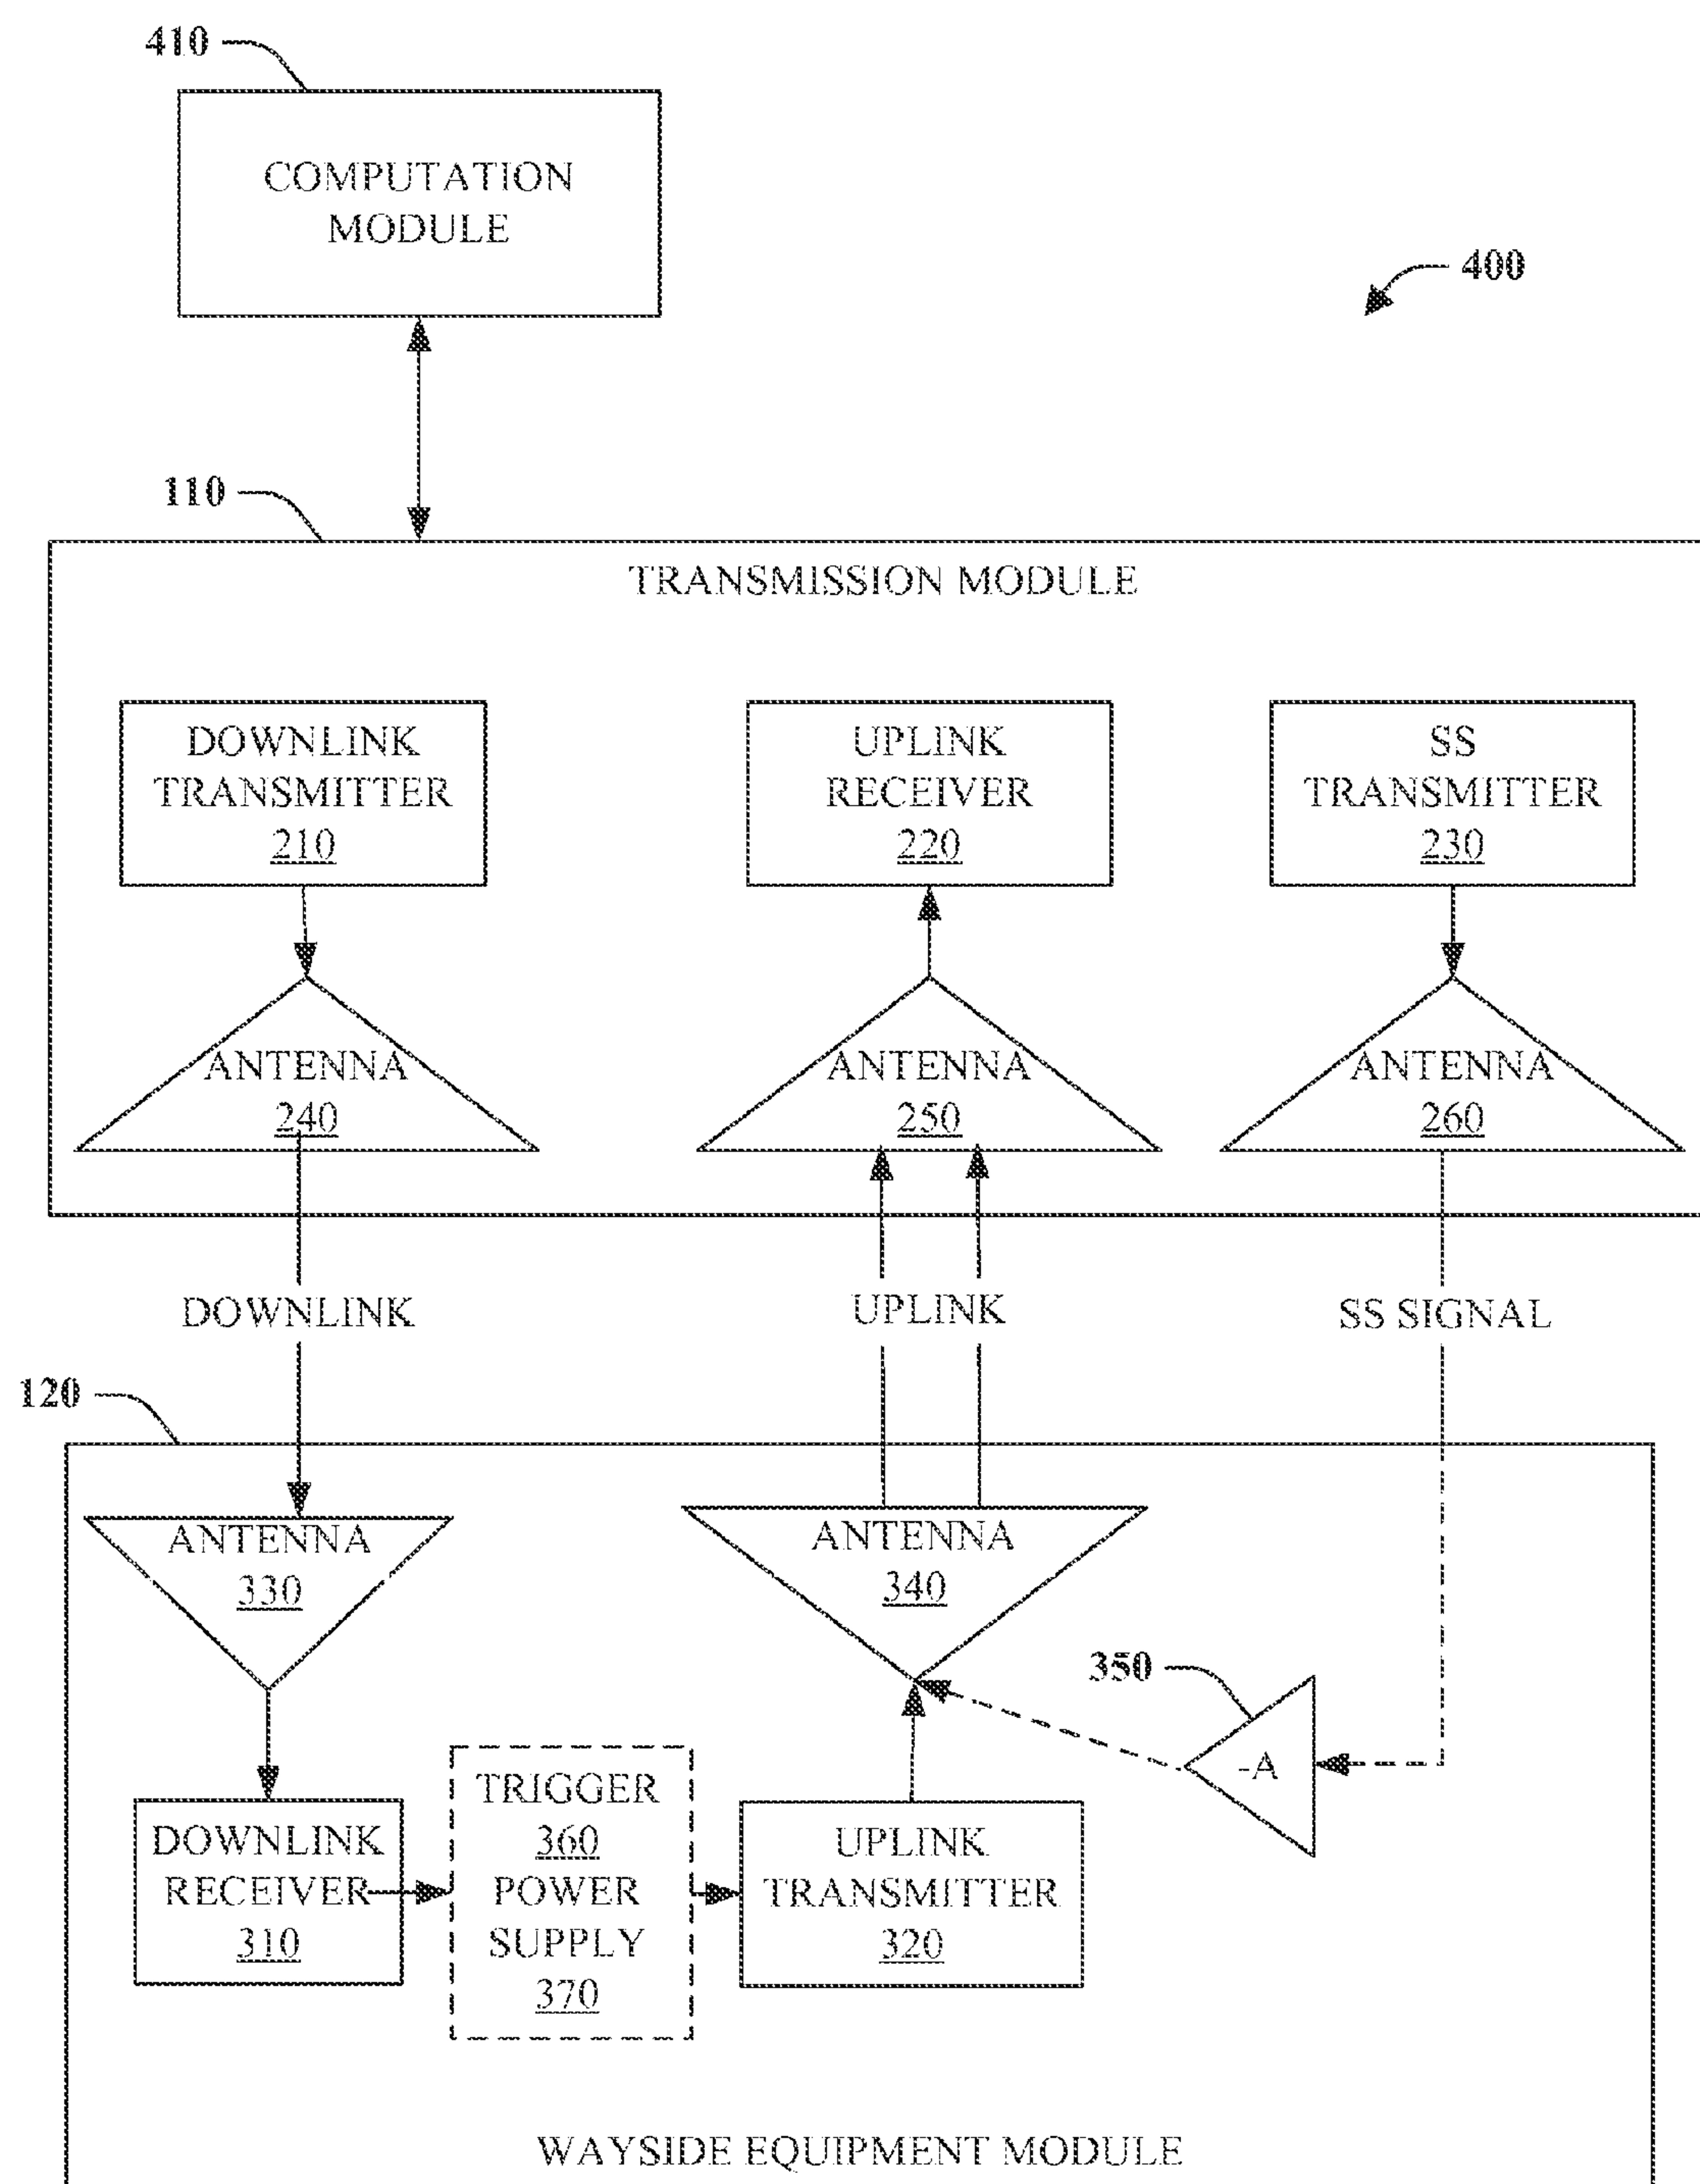 410
COMPUTATION
MODULE
400
110
TRANSMISSION MODULE
DOWNLINK
TRANSMITTER
210
UPLINK
RECEIVER
220
SS
TRANSMITTER
230
ANTENNA
240
ANTENNA
250
ANTENNA
260
DOWNLINK
UPLINK
SS SIGNAL
120
ANTENNA
330
ANTENNA
340
350
-A
DOWNLINK
RECEIVER
310
TRIGGER
360
POWER
SUPPLY
370
UPLINK
TRANSMITTER
320
WAYSIDE EQUIPMENT MODULE